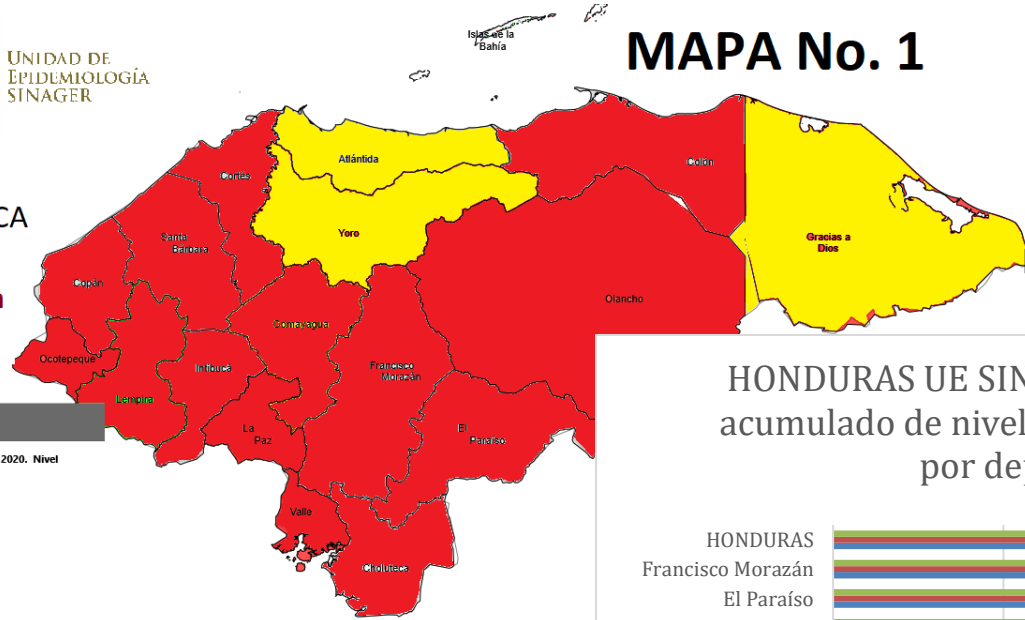 UNIDAD DE
EPIDEMIOLOGÍA
SINAGER
MAPA No. 1
Islas de la
Bahía
Atlántida
Colón
Cortés
CA
Yoro
Santa
Bárbara
Gracias a
Dios
Copán
Olancho
Comayagua
Ocotepeque
Intibucá
Francisco
Morazán
Lempira
La
Paz
El
Paraíso
2020. Nivel
Valle
Choluteca
HONDURAS UE SIN
acumulado de nivel
por de
HONDURAS
Francisco Morazán
El Paraíso